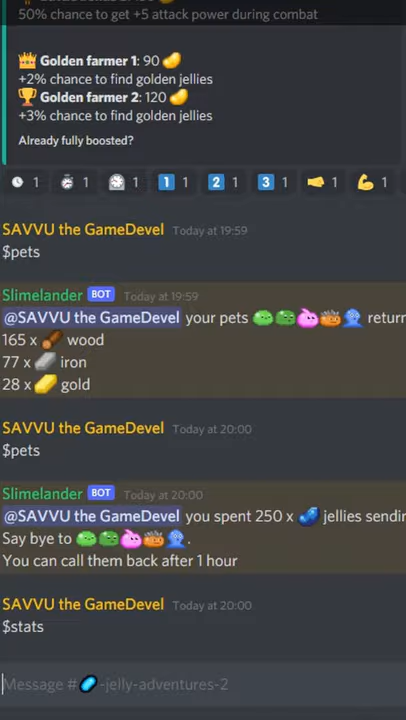 50% chance to get +5 attack power during combat
Golden farmer 1: 90
+2% chance to find golden jellies
Golden farmer 2: 120
+3% chance to find golden jellies
Already fully boosted?
1 1 1 1 1 2 1 3 1 1 1
SAVVU the GameDevel Today at 19:59
$pets
Slimelander BOT Today at 19:59
@SAVVU the GameDevel your pets return
165 x wood
77 x iron
28 x gold
SAVVU the GameDevel Today at 20:00
$pets
Slimelander BOT Today at 20:00
@SAVVU the GameDevel you spent 250 x jellies sendin
Say bye to .
You can call them back after 1 hour
SAVVU the GameDevel Today at 20:00
$stats
Message # -jelly-adventures-2